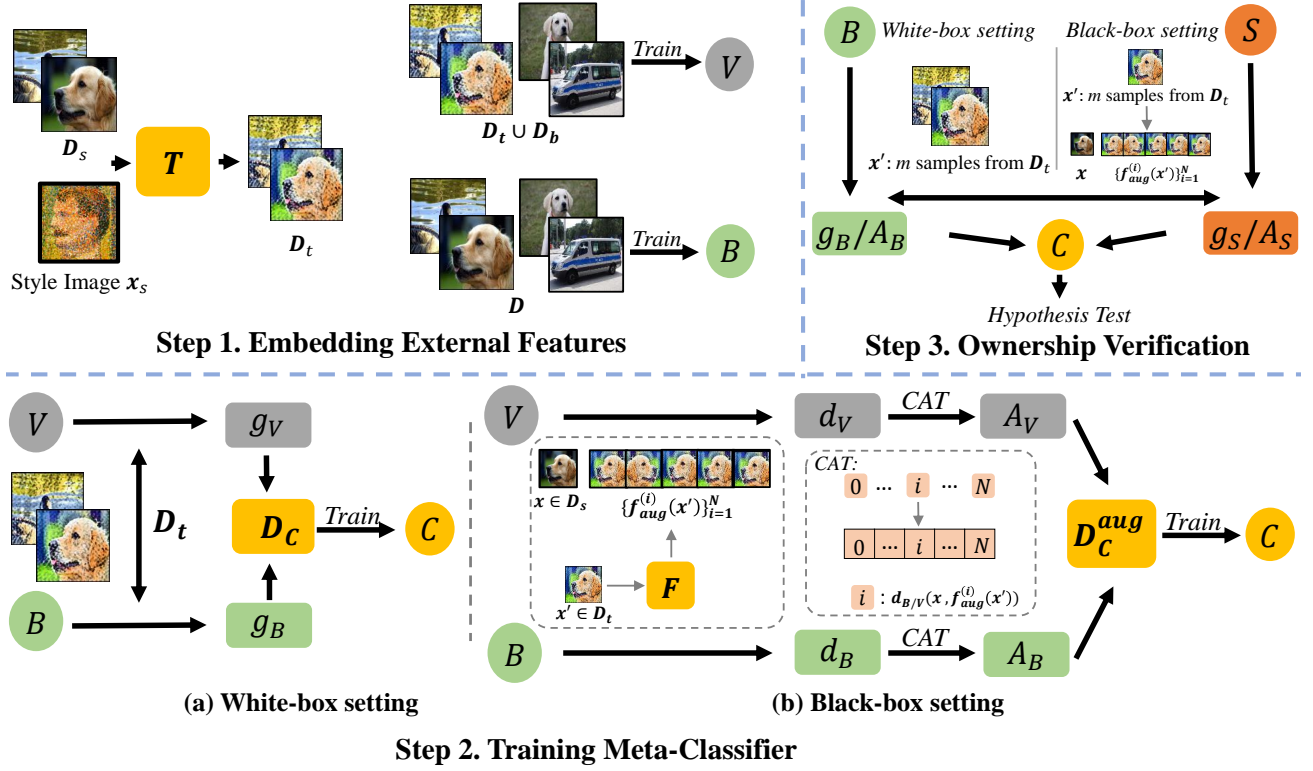 D_s
T
D_t
Style Image x_s
D_t ∪ D_b
Train
V
D
Train
B
Step 1. Embedding External Features
B
White-box setting
Black-box setting
S
x′: m samples from D_t
x′: m samples from D_t
x
{f_aug^(i)(x′)}_{i=1}^N
g_B/A_B
C
g_S/A_S
Hypothesis Test
Step 3. Ownership Verification
V
g_V
D_t
D_C
Train
C
B
g_B
(a) White-box setting
V
d_V
CAT
A_V
x ∈ D_s
{f_aug^(i)(x′)}_{i=1}^N
x′ ∈ D_t
F
CAT:
0 ... i ... N
0 ... i ... N
i : d_{B/V}(x, f_aug^(i)(x′))
D_C^aug
Train
C
B
d_B
CAT
A_B
(b) Black-box setting
Step 2. Training Meta-Classifier